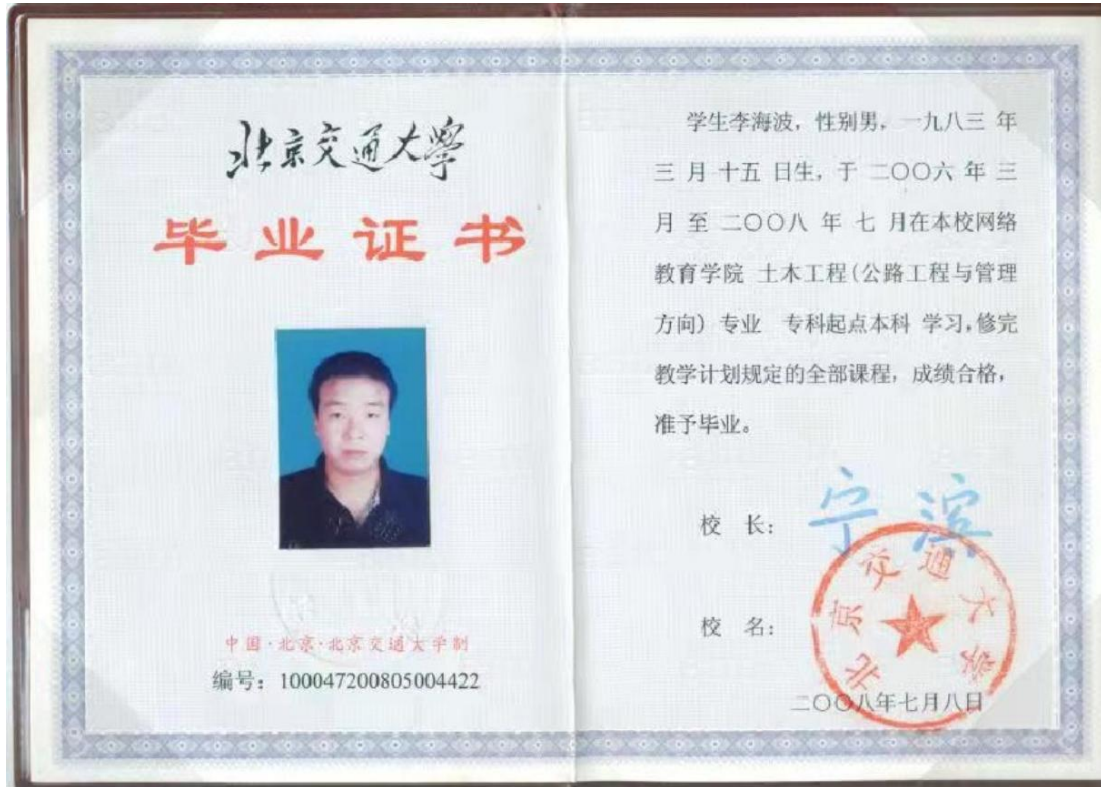 北京交通大學
毕业证书
中国·北京·北京交通大学制
编号：100047200805004422
学生李海波，性别男，一九八三 年
三 月 十五 日生，于 二〇〇六 年 三
月 至 二〇〇八 年 七 月在本校网络
教育学院 土木工程(公路工程与管理
方向) 专业 专科起点本科 学习，修完
教学计划规定的全部课程，成绩合格，
准予毕业。
校 长：宁滨
校 名：
北京交通大学
二〇〇八年七月八日